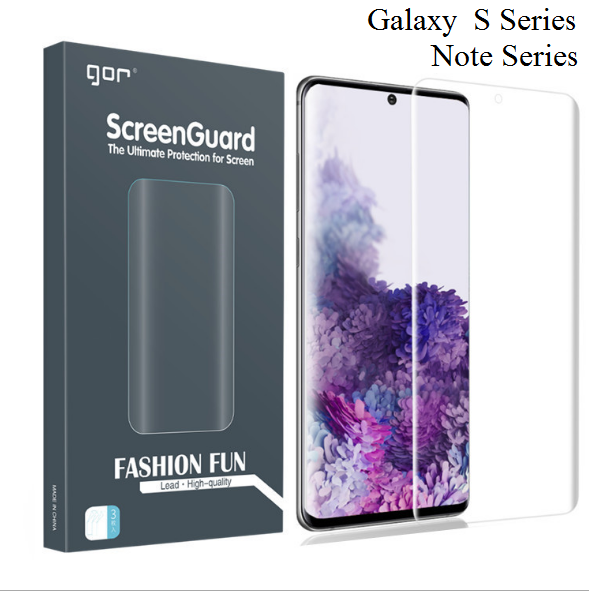 Galaxy S Series
Note Series
gor®
ScreenGuard
The Ultimate Protection for Screen
FASHION FUN
Lead · High-quality
MADE IN CHINA
3